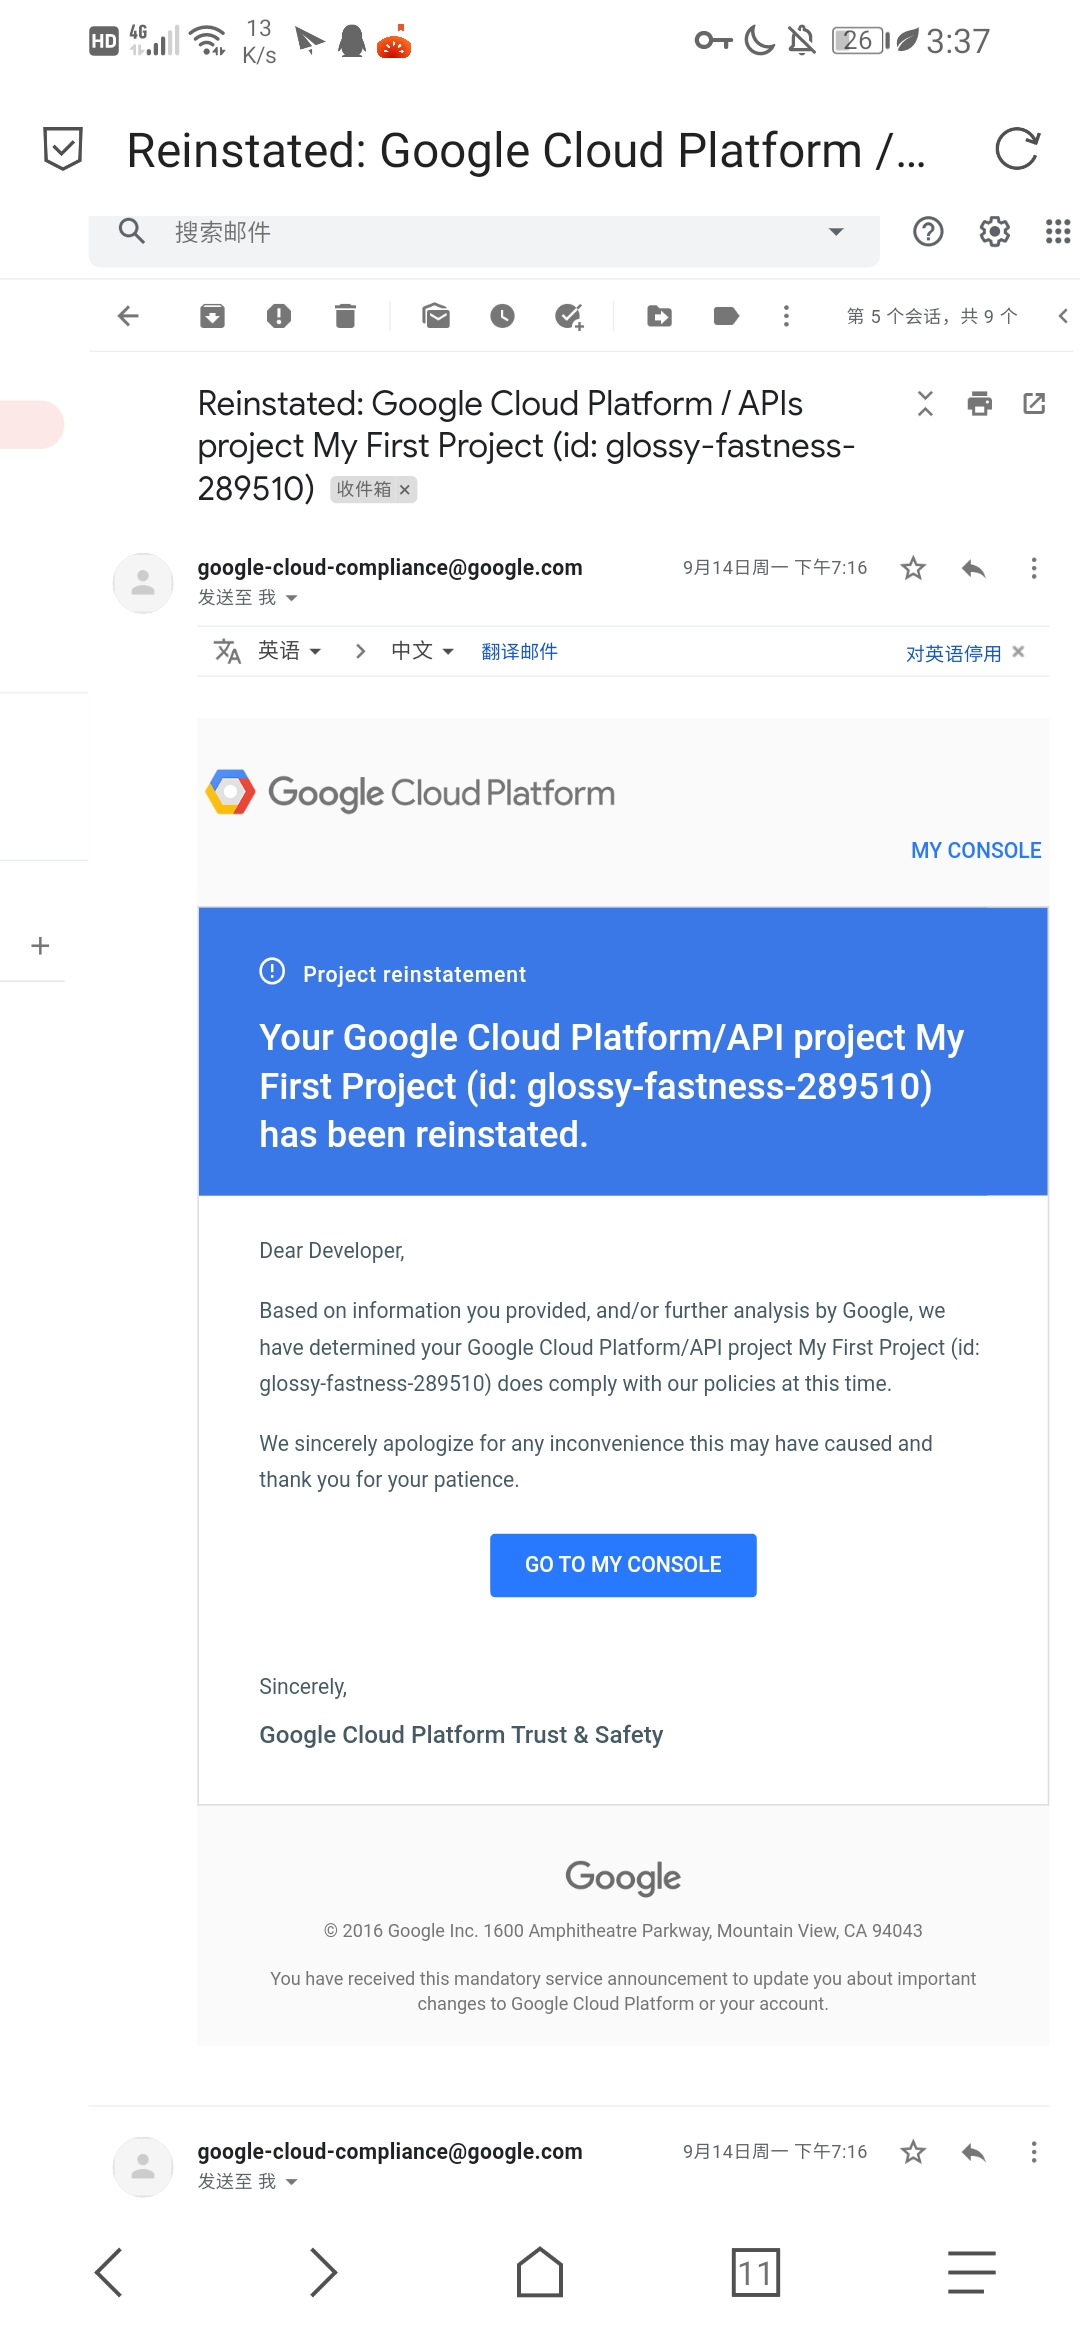 HD 4G 13 K/s 26 3:37
Reinstated: Google Cloud Platform /...
搜索邮件
第 5 个会话，共 9 个
Reinstated: Google Cloud Platform / APIs
project My First Project (id: glossy-fastness-
289510) 收件箱 ×
google-cloud-compliance@google.com 9月14日周一 下午7:16
发送至 我
英语 > 中文 翻译邮件 对英语停用 ×
Google Cloud Platform
MY CONSOLE
Project reinstatement
Your Google Cloud Platform/API project My
First Project (id: glossy-fastness-289510)
has been reinstated.
Dear Developer,
Based on information you provided, and/or further analysis by Google, we
have determined your Google Cloud Platform/API project My First Project (id:
glossy-fastness-289510) does comply with our policies at this time.
We sincerely apologize for any inconvenience this may have caused and
thank you for your patience.
GO TO MY CONSOLE
Sincerely,
Google Cloud Platform Trust & Safety
Google
© 2016 Google Inc. 1600 Amphitheatre Parkway, Mountain View, CA 94043
You have received this mandatory service announcement to update you about important
changes to Google Cloud Platform or your account.
google-cloud-compliance@google.com 9月14日周一 下午7:16
发送至 我
11